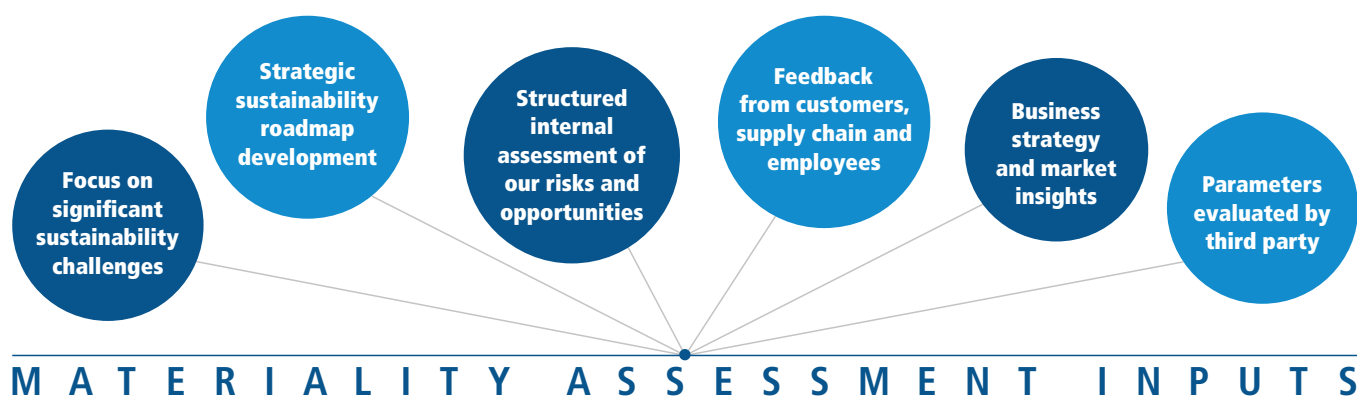 Focus on
significant
sustainability
challenges
Strategic
sustainability
roadmap
development
Structured
internal
assessment of
our risks and
opportunities
Feedback
from customers,
supply chain and
employees
Business
strategy
and market
insights
Parameters
evaluated by
third party
MATERIALITY ASSESSMENT INPUTS